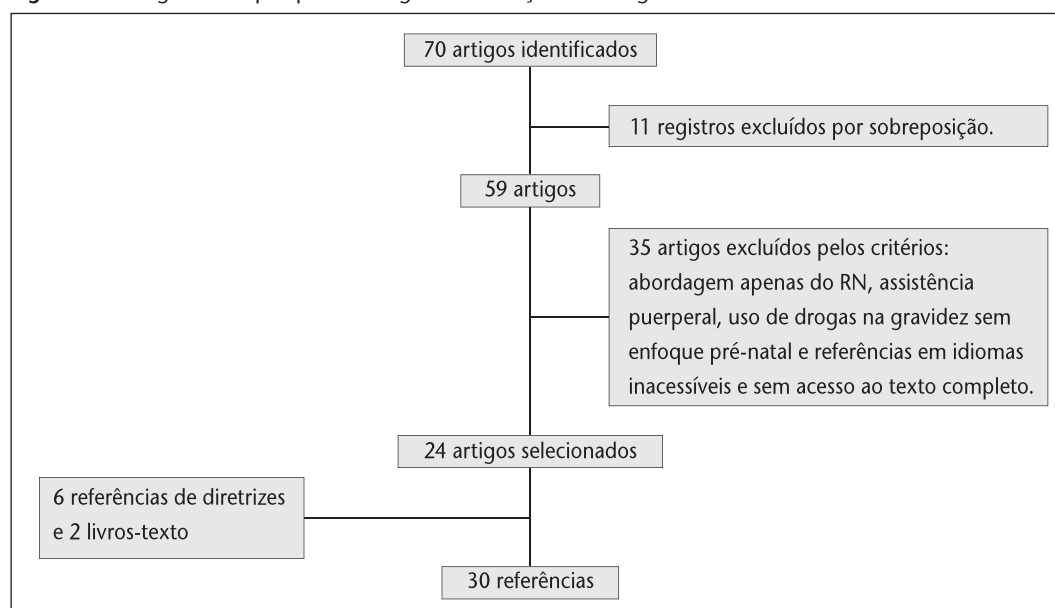 70 artigos identificados
11 registros excluídos por sobreposição.
59 artigos
35 artigos excluídos pelos critérios:
abordagem apenas do RN, assistência
puerperal, uso de drogas na gravidez sem
enfoque pré-natal e referências em idiomas
inacessíveis e sem acesso ao texto completo.
24 artigos selecionados
6 referências de diretrizes
e 2 livros-texto
30 referências